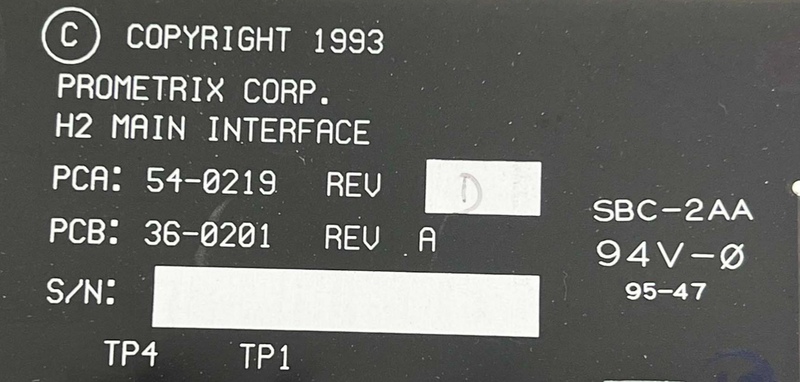 © COPYRIGHT 1993
PROMETRIX CORP.
H2 MAIN INTERFACE
PCA: 54-0219 REV D
PCB: 36-0201 REV A
S/N:
TP4 TP1
SBC-2AA
94V-Ø
95-47